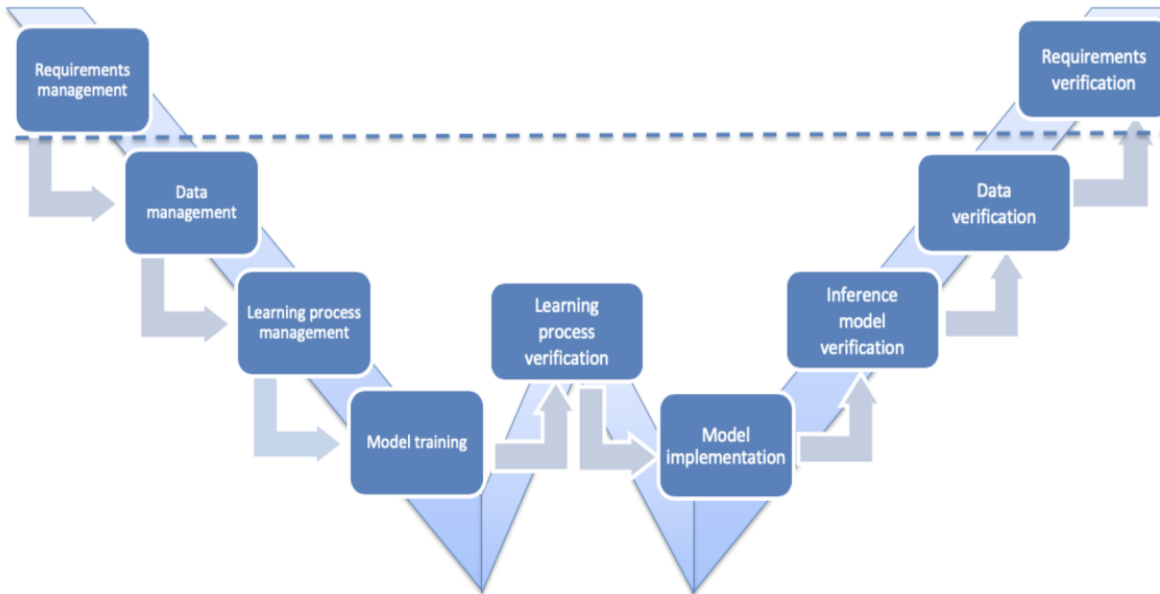 Requirements
management
Data
management
Learning process
management
Model training
Learning
process
verification
Model
implementation
Inference
model
verification
Data
verification
Requirements
verification